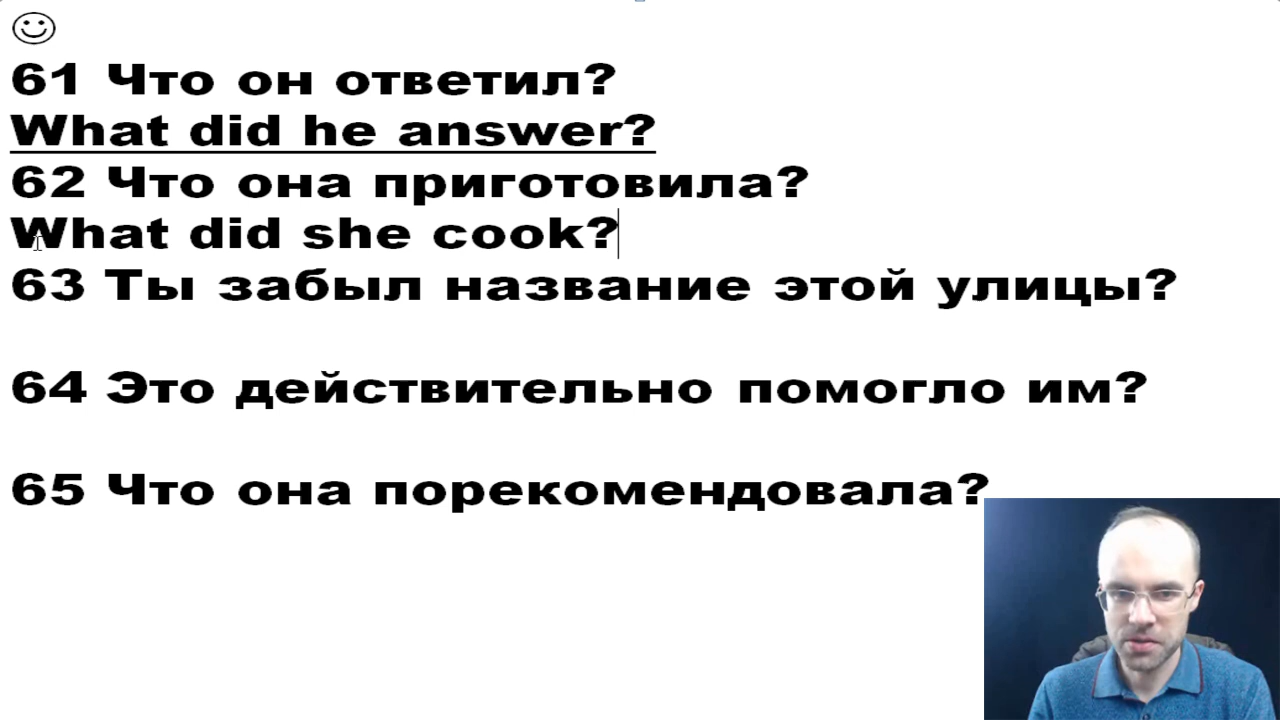 61 Что он ответил?
What did he answer?
62 Что она приготовила?
What did she cook?
63 Ты забыл название этой улицы?
64 Это действительно помогло им?
65 Что она порекомендовала?